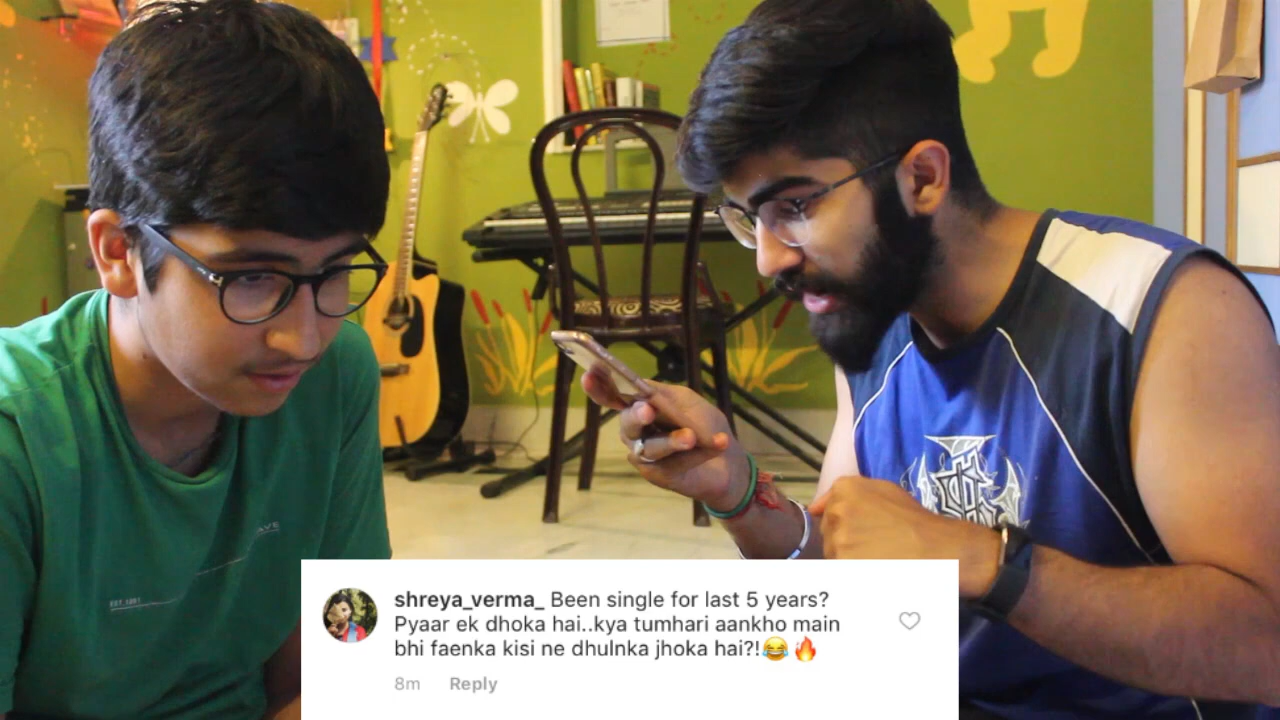 shreya_verma_ Been single for last 5 years?
Pyaar ek dhoka hai..kya tumhari aankho main
bhi faenka kisi ne dhulnka jhoka hai?!😂🔥
8m Reply